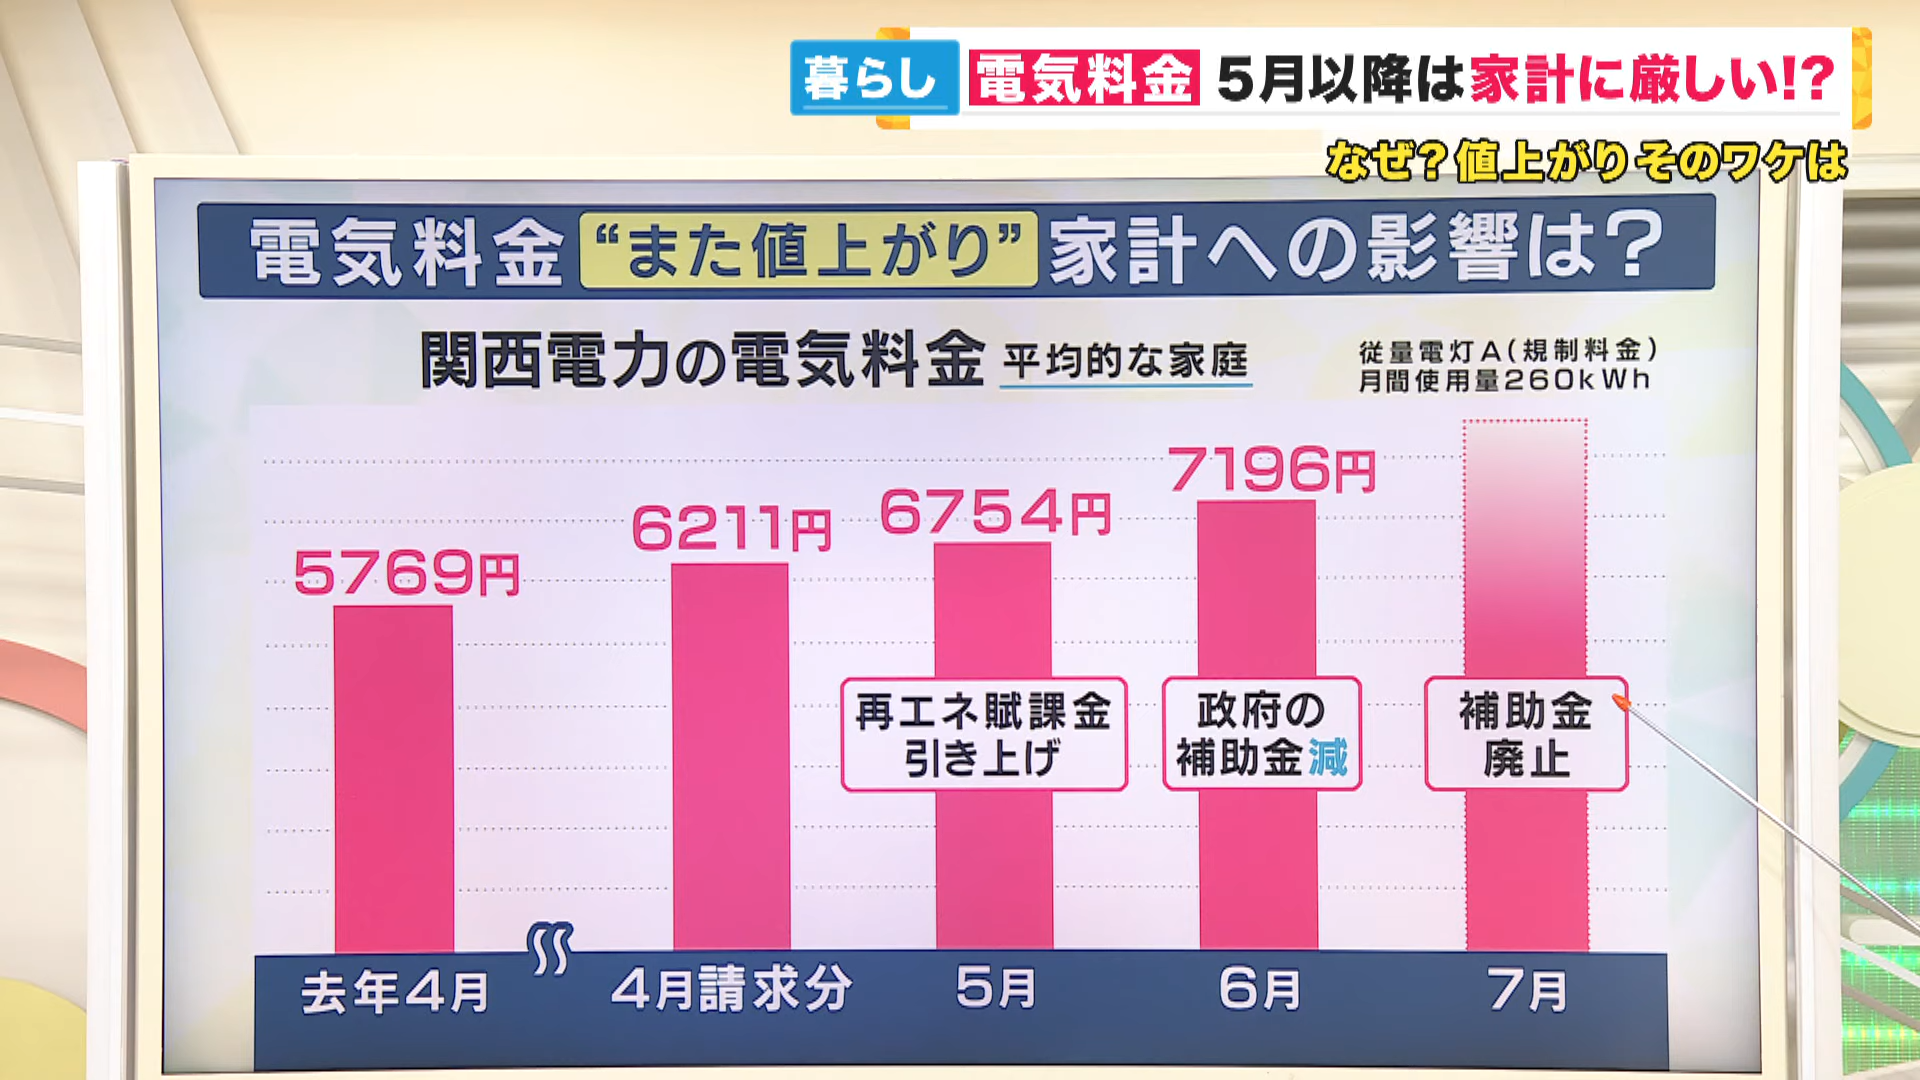 暮らし 電気料金 5月以降は家計に厳しい!?
なぜ？値上がりそのワケは
電気料金 “また値上がり” 家計への影響は？
関西電力の電気料金 平均的な家庭
従量電灯A(規制料金)
月間使用量260kWh
5769円
6211円
6754円
7196円
再エネ賦課金
引き上げ
政府の
補助金減
補助金
廃止
去年4月
4月請求分
5月
6月
7月